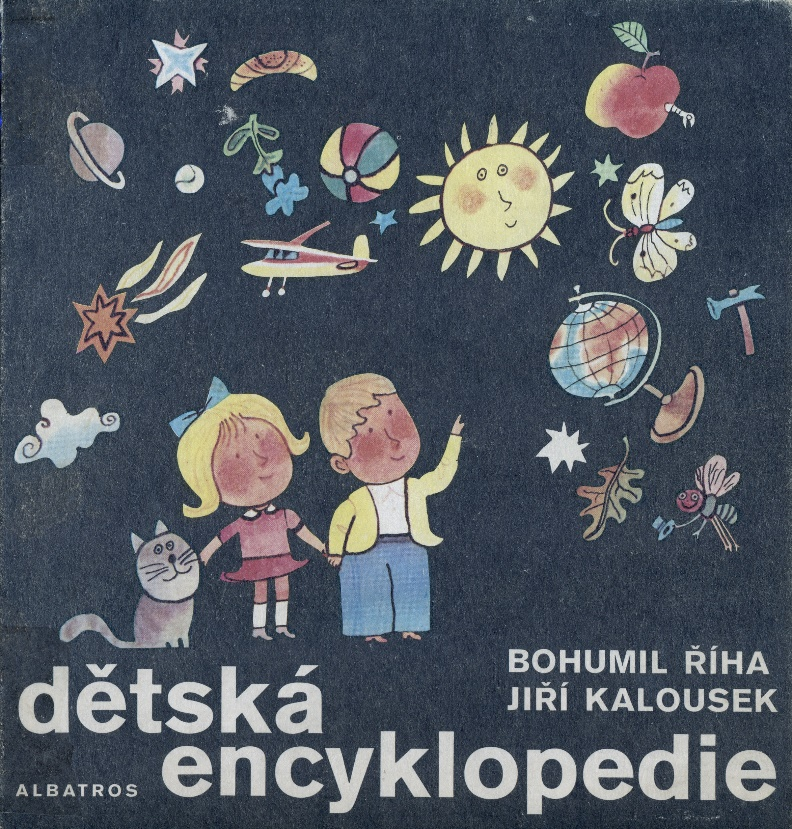 BOHUMIL ŘÍHA
JIŘÍ KALOUSEK
dětská
encyklopedie
ALBATROS